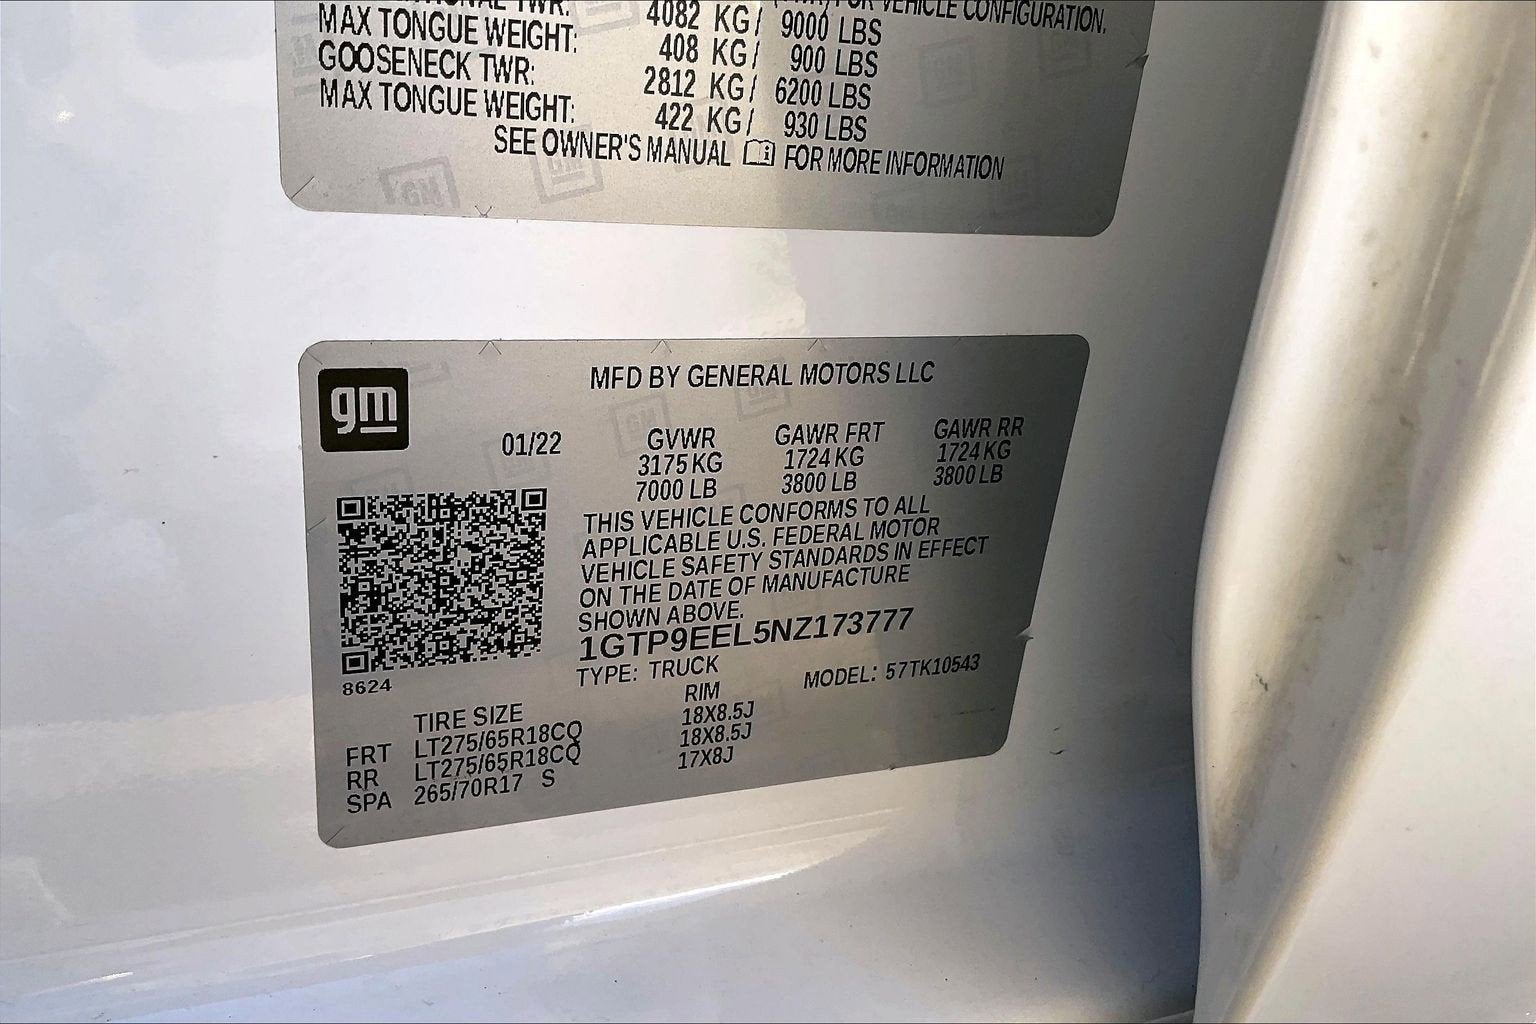 TWR:
FOR VEHICLE CONFIGURATION.
4082 KG/ 9000 LBS
MAX TONGUE WEIGHT: 408 KG/ 900 LBS
GOOSENECK TWR: 2812 KG/ 6200 LBS
MAX TONGUE WEIGHT: 422 KG/ 930 LBS
SEE OWNER'S MANUAL FOR MORE INFORMATION
gm
MFD BY GENERAL MOTORS LLC
01/22 GVWR GAWR FRT GAWR RR
3175 KG 1724 KG 1724 KG
7000 LB 3800 LB 3800 LB
THIS VEHICLE CONFORMS TO ALL
APPLICABLE U.S. FEDERAL MOTOR
VEHICLE SAFETY STANDARDS IN EFFECT
ON THE DATE OF MANUFACTURE
SHOWN ABOVE.
1GTP9EEL5NZ173777
TYPE: TRUCK MODEL: 57TK10543
8624
TIRE SIZE RIM
FRT LT275/65R18CQ 18X8.5J
RR LT275/65R18CQ 18X8.5J
SPA 265/70R17 S 17X8J